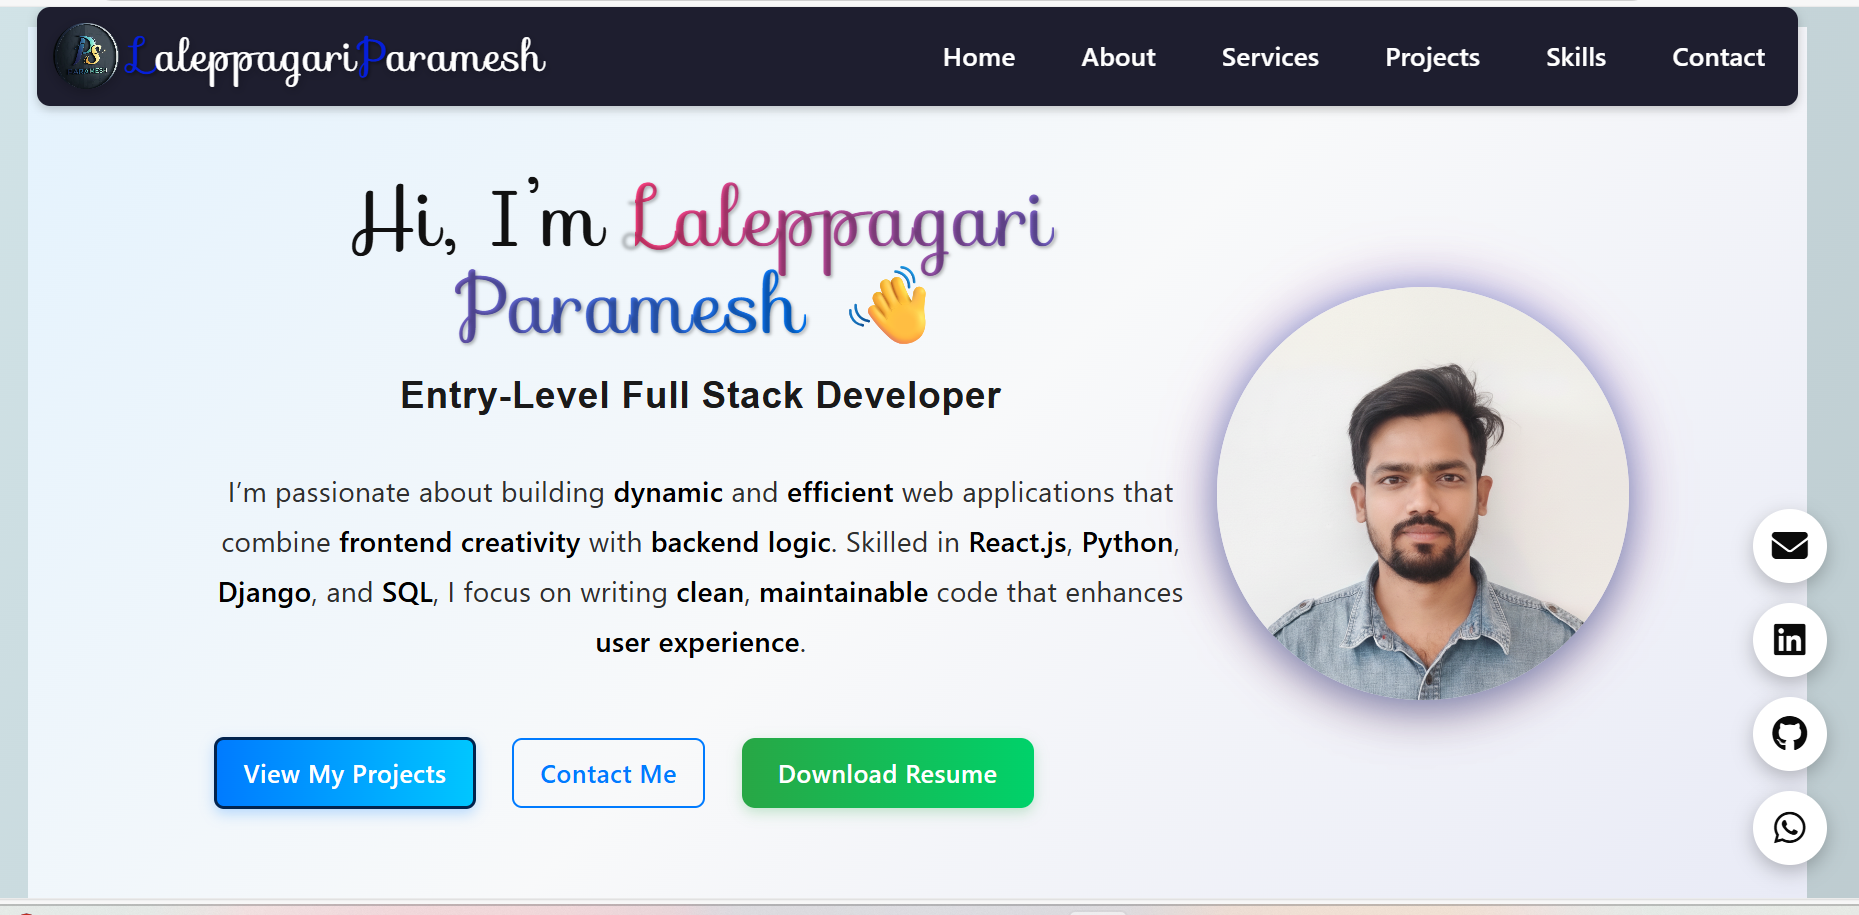 LaleppagariParamesh
Home About Services Projects Skills Contact
Hi, I'm Laleppagari
Paramesh 👋
Entry-Level Full Stack Developer
I’m passionate about building dynamic and efficient web applications that
combine frontend creativity with backend logic. Skilled in React.js, Python,
Django, and SQL, I focus on writing clean, maintainable code that enhances
user experience.
View My Projects
Contact Me
Download Resume